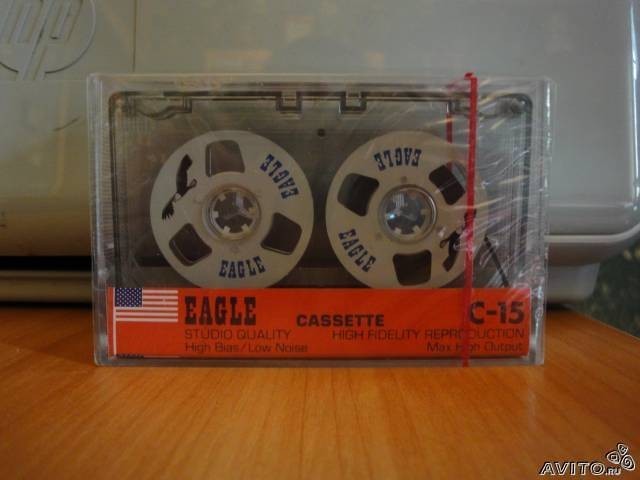 hp
EAGLE
EAGLE
EAGLE
EAGLE
EAGLE CASSETTE C-15
STUDIO QUALITY HIGH FIDELITY REPRODUCTION
High Bias/Low Noise Max High Output
AVITO.RU